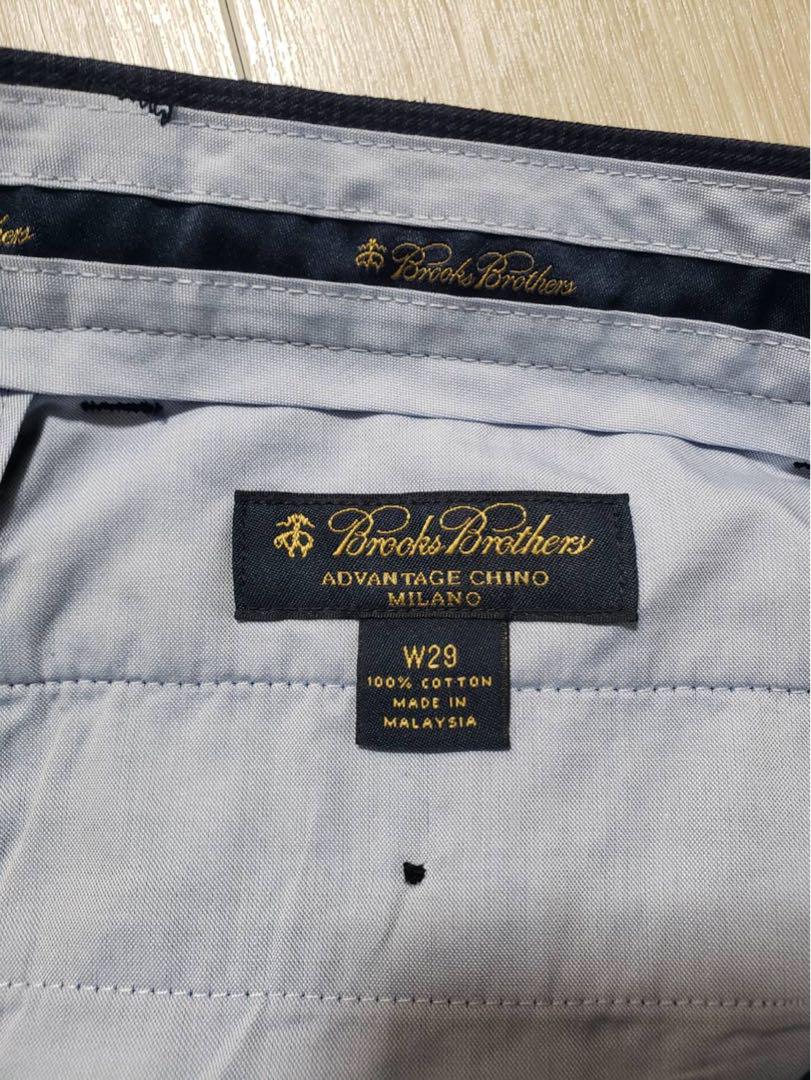 Brooks Brothers
Brooks Brothers
ADVANTAGE CHINO
MILANO
W29
100% COTTON
MADE IN
MALAYSIA